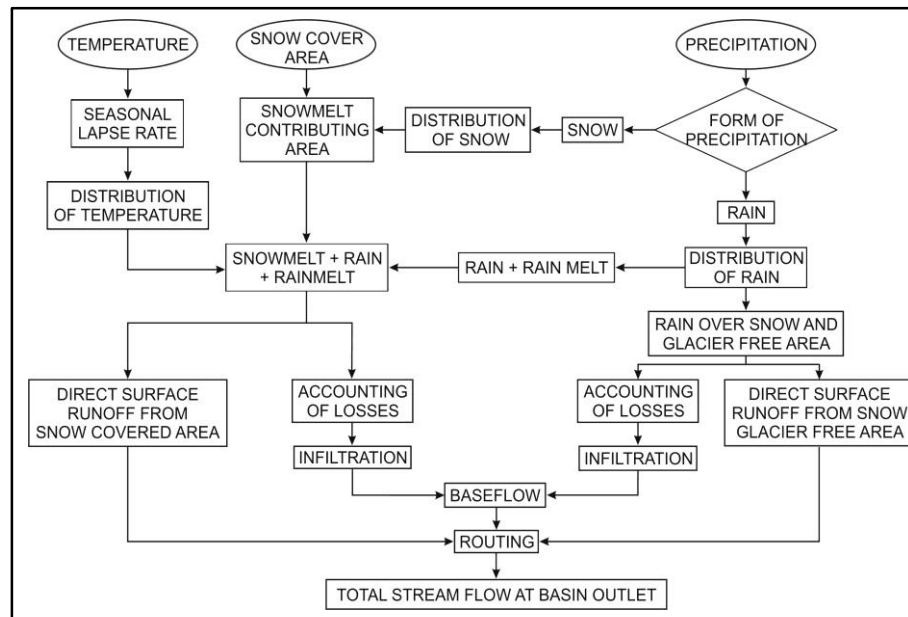 TEMPERATURE
SNOW COVER
AREA
PRECIPITATION
SEASONAL
LAPSE RATE
SNOWMELT
CONTRIBUTING
AREA
DISTRIBUTION
OF SNOW
SNOW
FORM OF
PRECIPITATION
DISTRIBUTION
OF TEMPERATURE
RAIN
SNOWMELT + RAIN
+ RAINMELT
RAIN + RAIN MELT
DISTRIBUTION
OF RAIN
RAIN OVER SNOW AND
GLACIER FREE AREA
DIRECT SURFACE
RUNOFF FROM
SNOW COVERED AREA
ACCOUNTING
OF LOSSES
ACCOUNTING
OF LOSSES
DIRECT SURFACE
RUNOFF FROM SNOW
GLACIER FREE AREA
INFILTRATION
INFILTRATION
BASEFLOW
ROUTING
TOTAL STREAM FLOW AT BASIN OUTLET